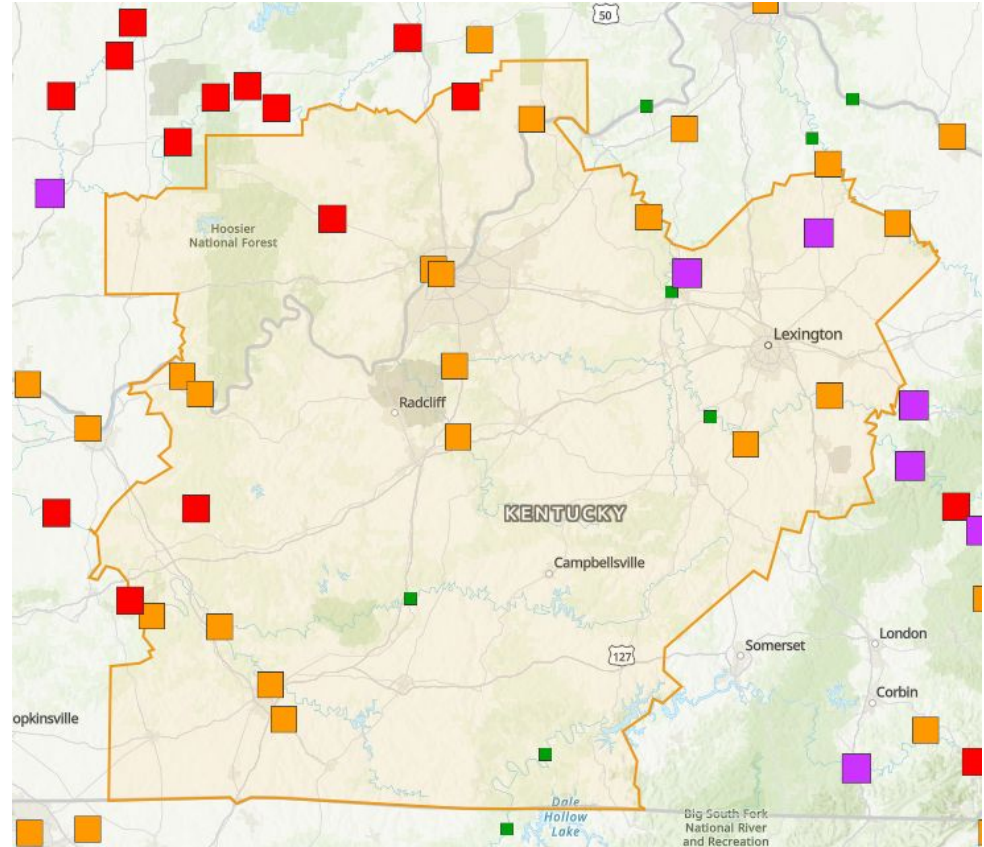 50
Hoosier
National Forest
Lexington
Radcliff
KENTUCKY
Campbellsville
127
Somerset
London
Corbin
opkinsville
Dale
Hollow
Lake
Big South Fork
National River
and Recreation